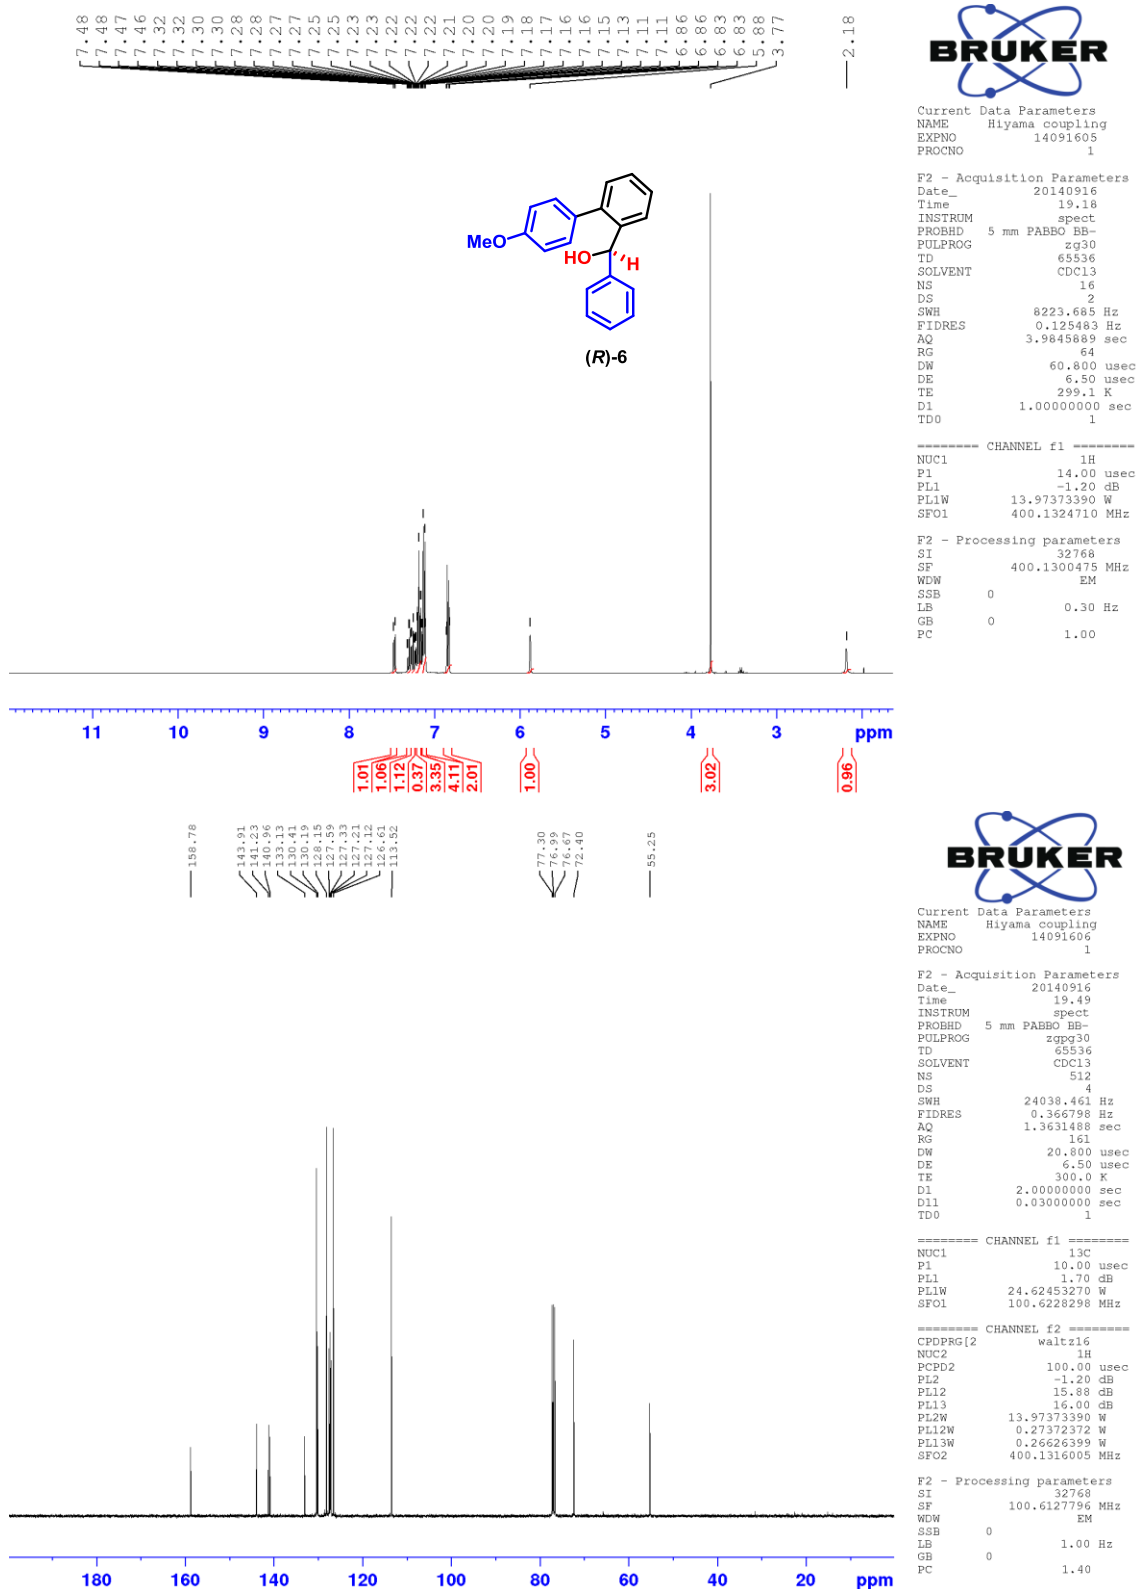 7.48
7.48
7.47
7.46
7.32
7.32
7.30
7.30
7.28
7.28
7.27
7.27
7.25
7.25
7.23
7.23
7.22
7.22
7.22
7.21
7.20
7.20
7.19
7.18
7.17
7.16
7.16
7.15
7.13
7.11
7.11
6.86
6.86
6.83
6.83
5.88
3.77
2.18
BRUKER
Current Data Parameters
NAME Hiyama coupling
EXPNO 14091605
PROCNO 1
F2 - Acquisition Parameters
Date_ 20140916
Time 19.18
INSTRUM spect
PROBHD 5 mm PABBO BB-
PULPROG zg30
TD 65536
SOLVENT CDCl3
NS 16
DS 2
SWH 8223.685 Hz
FIDRES 0.125483 Hz
AQ 3.9845889 sec
RG 64
DW 60.800 usec
DE 6.50 usec
TE 299.1 K
D1 1.00000000 sec
TD0 1
======== CHANNEL f1 ========
NUC1 1H
P1 14.00 usec
PL1 -1.20 dB
PL1W 13.97373390 W
SFO1 400.1324710 MHz
F2 - Processing parameters
SI 32768
SF 400.1300475 MHz
WDW EM
SSB 0
LB 0.30 Hz
GB 0
PC 1.00
MeO
HO
H
(R)-6
11 10 9 8 7 6 5 4 3 ppm
1.01
1.06
1.12
0.37
3.35
4.11
2.01
1.00
3.02
0.96
158.78
143.91
141.23
140.96
133.13
130.41
130.19
128.15
127.59
127.33
127.21
127.12
126.61
113.52
77.30
76.99
76.67
72.40
55.25
BRUKER
Current Data Parameters
NAME Hiyama coupling
EXPNO 14091606
PROCNO 1
F2 - Acquisition Parameters
Date_ 20140916
Time 19.49
INSTRUM spect
PROBHD 5 mm PABBO BB-
PULPROG zgpg30
TD 65536
SOLVENT CDCl3
NS 512
DS 4
SWH 24038.461 Hz
FIDRES 0.366798 Hz
AQ 1.3631488 sec
RG 161
DW 20.800 usec
DE 6.50 usec
TE 300.0 K
D1 2.00000000 sec
D11 0.03000000 sec
TD0 1
======== CHANNEL f1 ========
NUC1 13C
P1 10.00 usec
PL1 1.70 dB
PL1W 24.62453270 W
SFO1 100.6228298 MHz
======== CHANNEL f2 ========
CPDPRG[2 waltz16
NUC2 1H
PCPD2 100.00 usec
PL2 -1.20 dB
PL12 15.88 dB
PL13 16.00 dB
PL2W 13.97373390 W
PL12W 0.27372372 W
PL13W 0.26626399 W
SFO2 400.1316005 MHz
F2 - Processing parameters
SI 32768
SF 100.6127796 MHz
WDW EM
SSB 0
LB 1.00 Hz
GB 0
PC 1.40
180 160 140 120 100 80 60 40 20 ppm